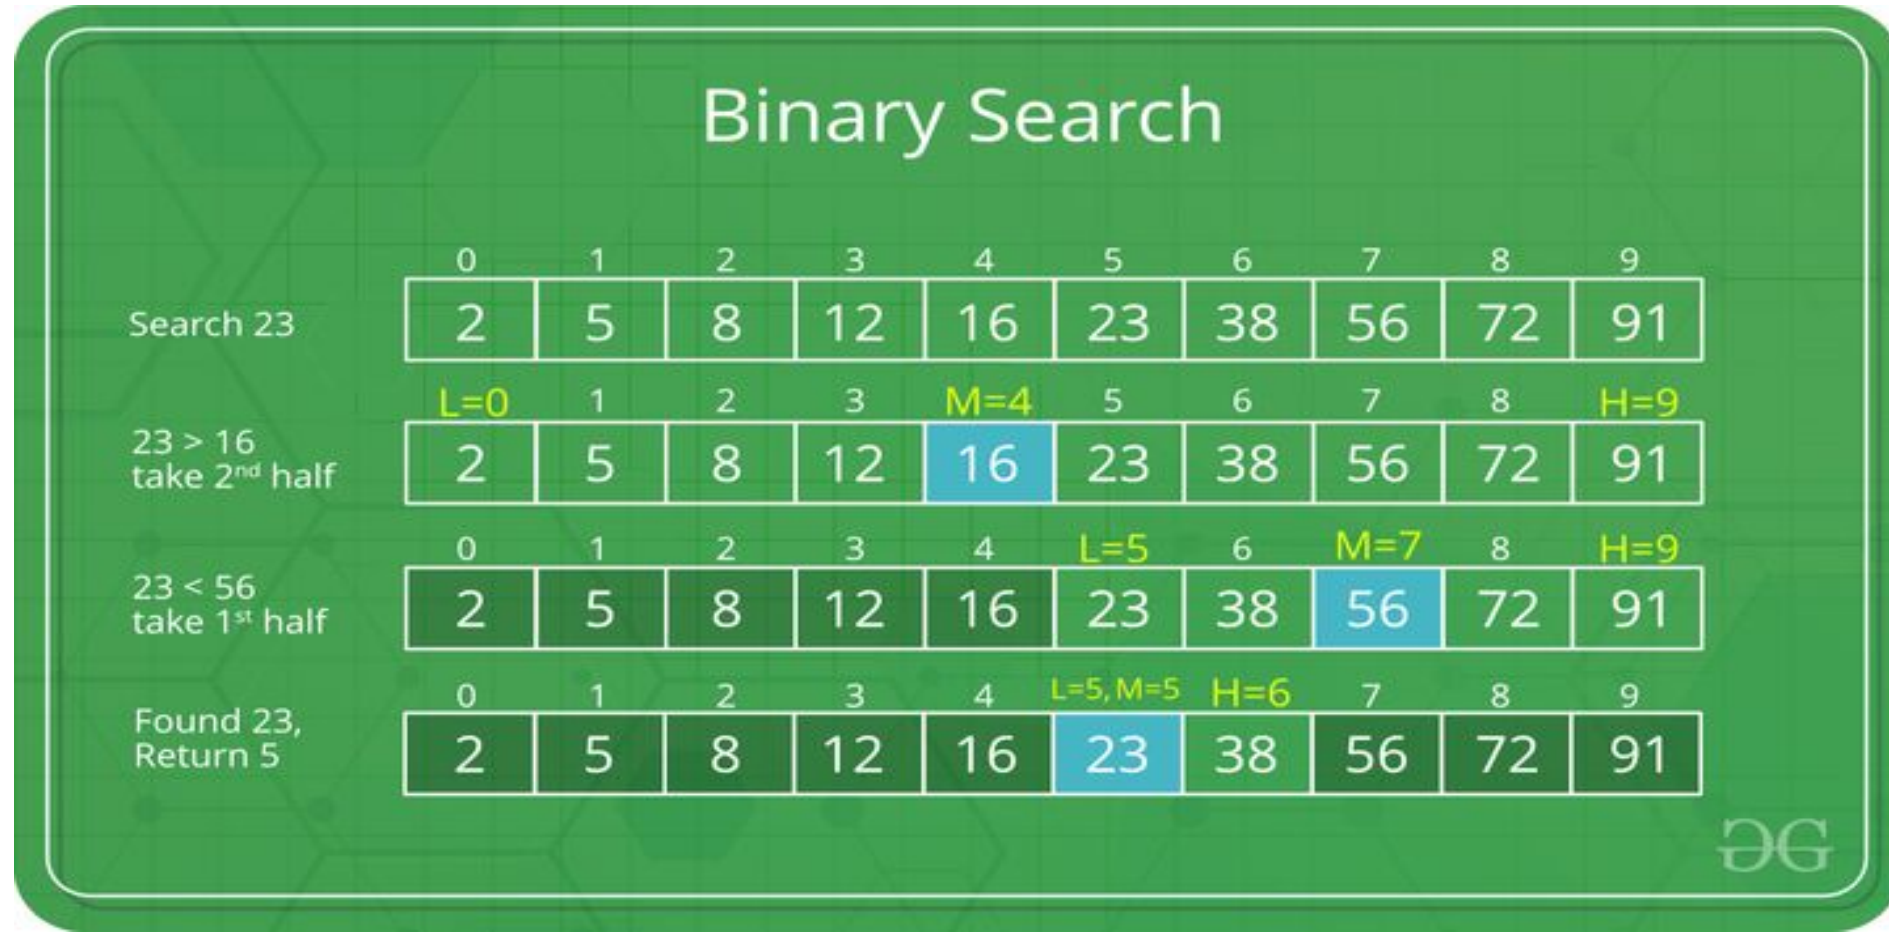 Binary Search
0 1 2 3 4 5 6 7 8 9
Search 23 2 5 8 12 16 23 38 56 72 91
L=0 1 2 3 M=4 5 6 7 8 H=9
23 > 16
take 2nd half 2 5 8 12 16 23 38 56 72 91
0 1 2 3 4 L=5 6 M=7 8 H=9
23 < 56
take 1st half 2 5 8 12 16 23 38 56 72 91
0 1 2 3 4 L=5, M=5 H=6 7 8 9
Found 23,
Return 5 2 5 8 12 16 23 38 56 72 91
GG